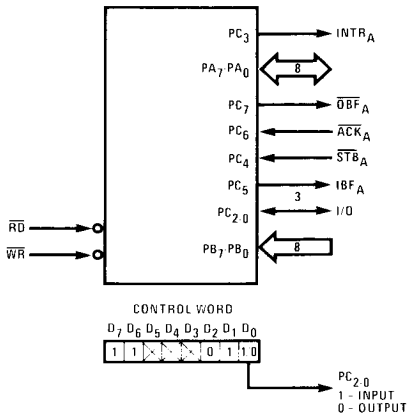 PC3 INTRA
PA7-PA0 8
PC7 OBFA
PC6 ACKA
PC4 STBA
PC5 IBFA
3
PC2-0 I/O
RD
WR PB7-PB0 8
CONTROL WORD
D7 D6 D5 D4 D3 D2 D1 D0
1 1 X X X 0 1 1/0
PC2-0
1 - INPUT
0 - OUTPUT